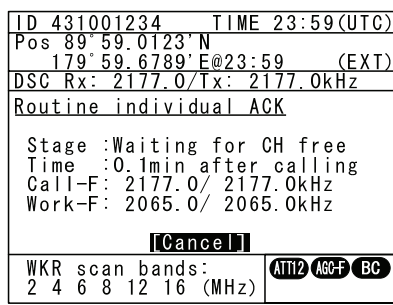 ID 431001234 TIME 23:59(UTC)
Pos 89°59.0123'N
179°59.6789'E@23:59 (EXT)
DSC Rx: 2177.0/Tx: 2177.0kHz
Routine individual ACK
Stage :Waiting for CH free
Time :0.1min after calling
Call-F: 2177.0/ 2177.0kHz
Work-F: 2065.0/ 2065.0kHz
[Cancel]
WKR scan bands:
2 4 6 8 12 16 (MHz)
ATT12 AGC-F BC